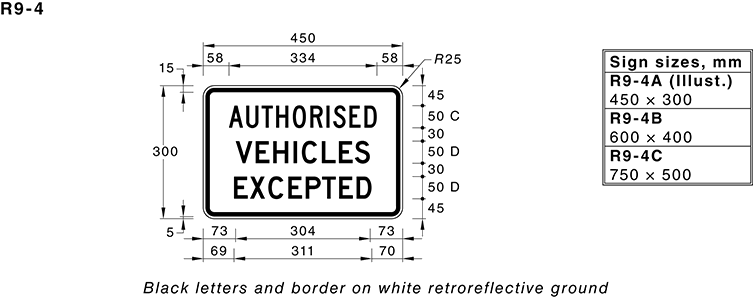 R9-4
450
58 334 58
R25
15
300
5
AUTHORISED
VEHICLES
EXCEPTED
45
50 C
30
50 D
30
50 D
45
73 304 73
69 311 70
Sign sizes, mm
R9-4A (Illust.)
450 × 300
R9-4B
600 × 400
R9-4C
750 × 500
Black letters and border on white retroreflective ground